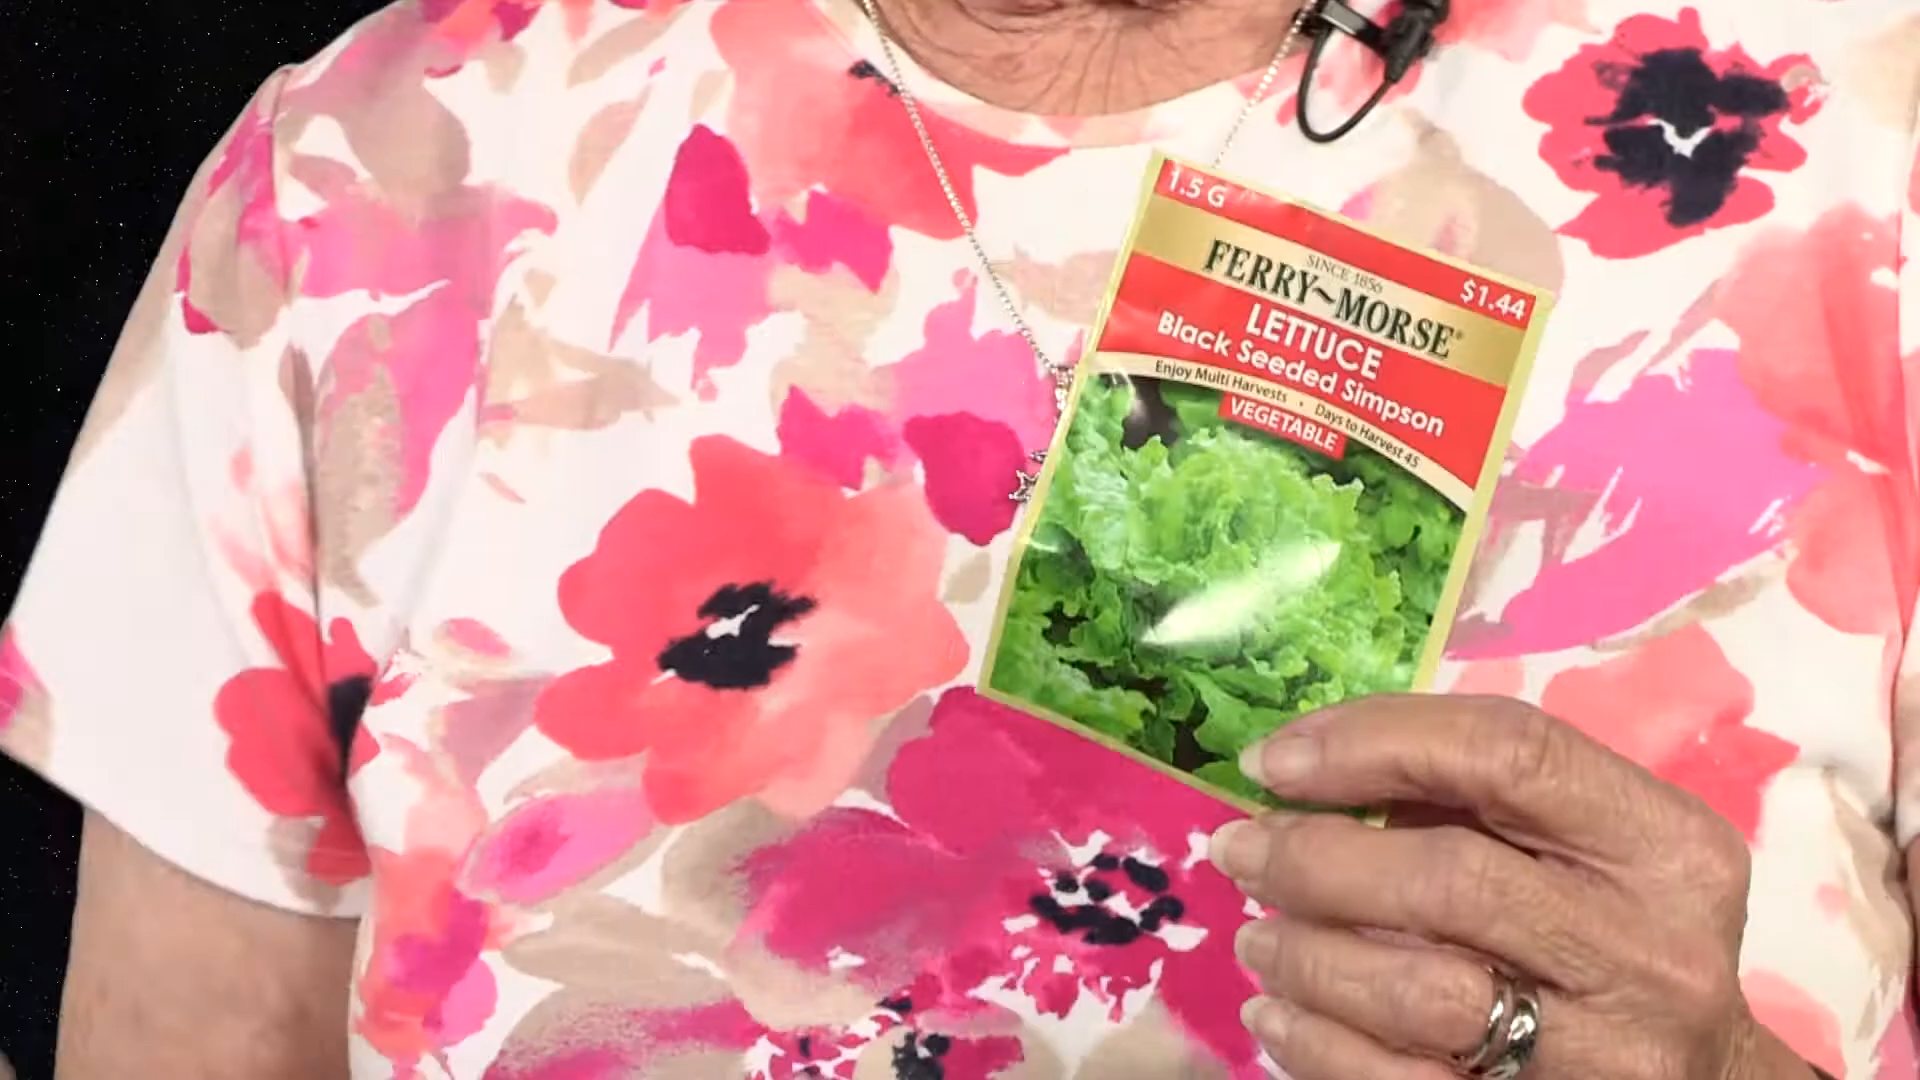 1.5 G
$1.44
SINCE 1856
FERRY~MORSE®
LETTUCE
Black Seeded Simpson
Enjoy Multi Harvests • Days to Harvest 45
VEGETABLE